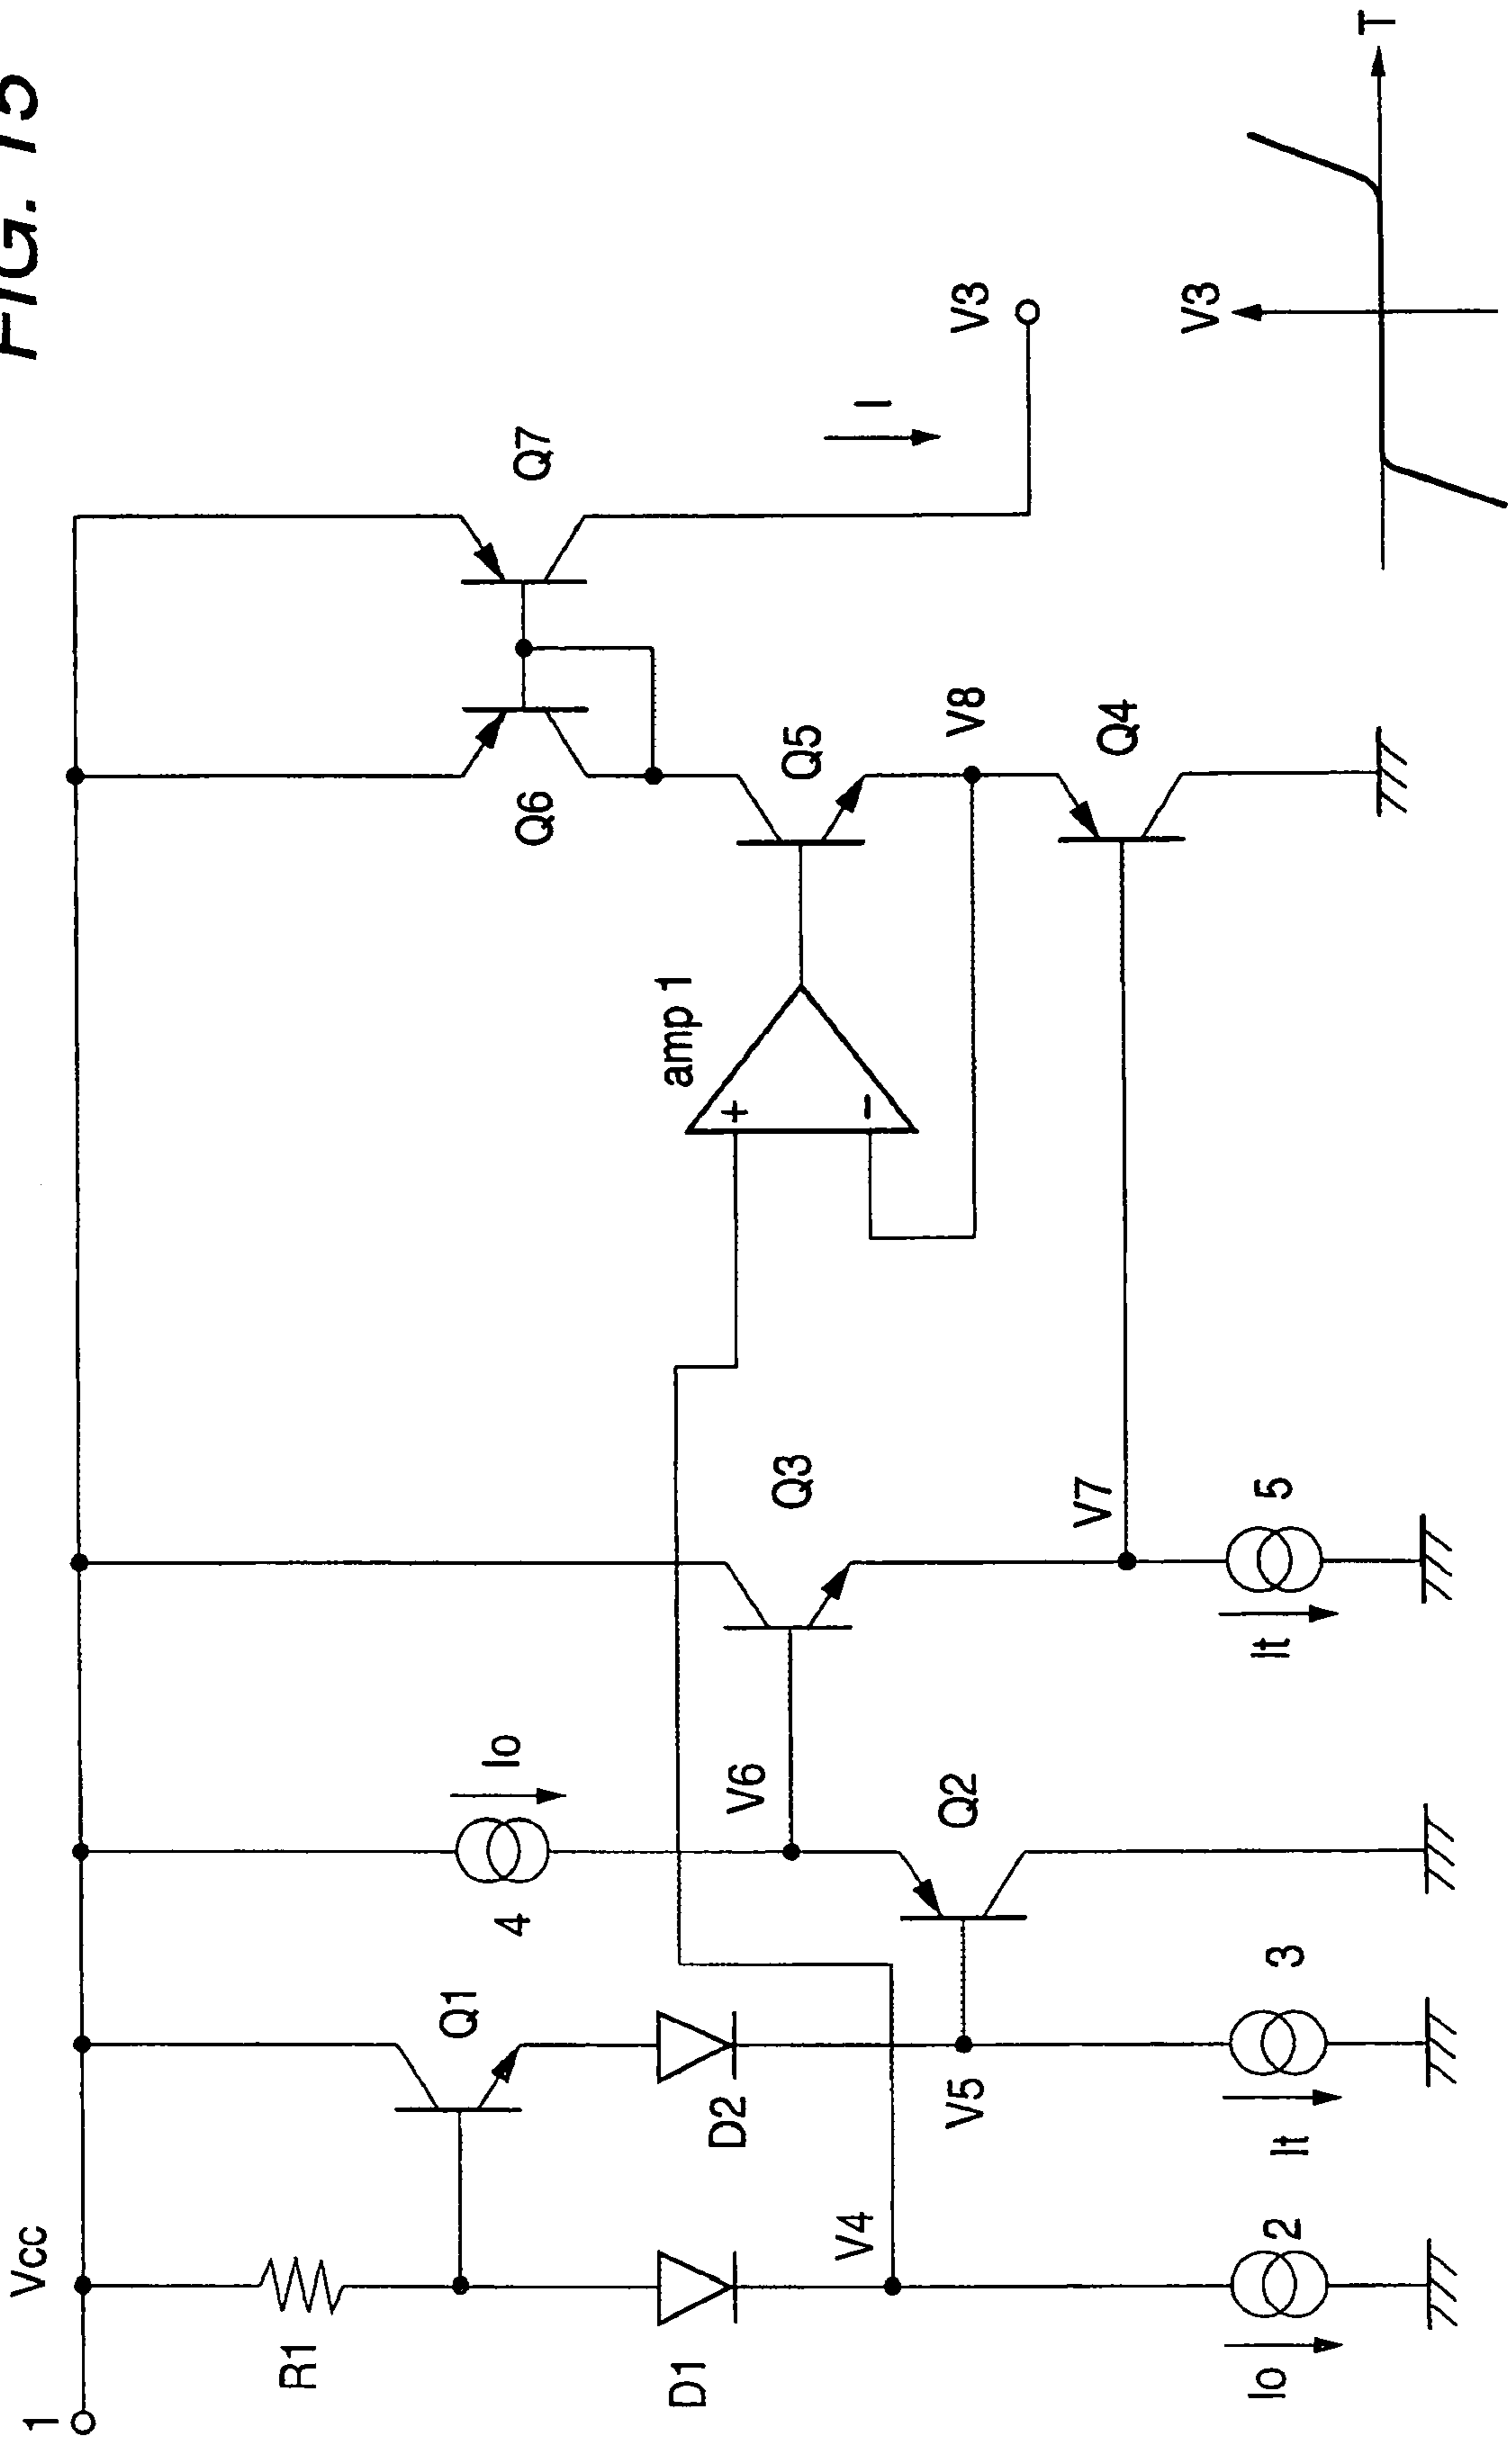 FIG. 15
1
Vcc
R1
D1
V4
Io
2
Q1
D2
V5
It
3
4
Io
V6
Q2
Q3
V7
It
5
amp 1
+
−
Q6
Q7
Q5
V8
Q4
I
V3
V3
T